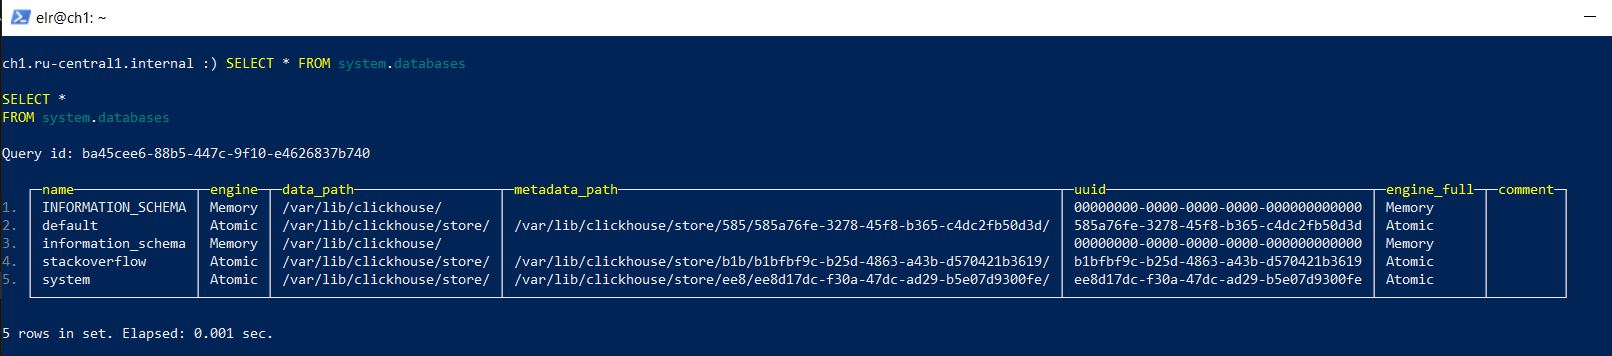 elr@ch1: ~
ch1.ru-central1.internal :) SELECT * FROM system.databases
SELECT *
FROM system.databases
Query id: ba45cee6-88b5-447c-9f10-e4626837b740
name engine data_path metadata_path uuid engine_full comment
1. INFORMATION_SCHEMA Memory /var/lib/clickhouse/ 00000000-0000-0000-0000-000000000000 Memory
2. default Atomic /var/lib/clickhouse/store/ /var/lib/clickhouse/store/585/585a76fe-3278-45f8-b365-c4dc2fb50d3d/ 585a76fe-3278-45f8-b365-c4dc2fb50d3d Atomic
3. information_schema Memory /var/lib/clickhouse/ 00000000-0000-0000-0000-000000000000 Memory
4. stackoverflow Atomic /var/lib/clickhouse/store/ /var/lib/clickhouse/store/b1b/b1bfbf9c-b25d-4863-a43b-d570421b3619/ b1bfbf9c-b25d-4863-a43b-d570421b3619 Atomic
5. system Atomic /var/lib/clickhouse/store/ /var/lib/clickhouse/store/ee8/ee8d17dc-f30a-47dc-ad29-b5e07d9300fe/ ee8d17dc-f30a-47dc-ad29-b5e07d9300fe Atomic
5 rows in set. Elapsed: 0.001 sec.